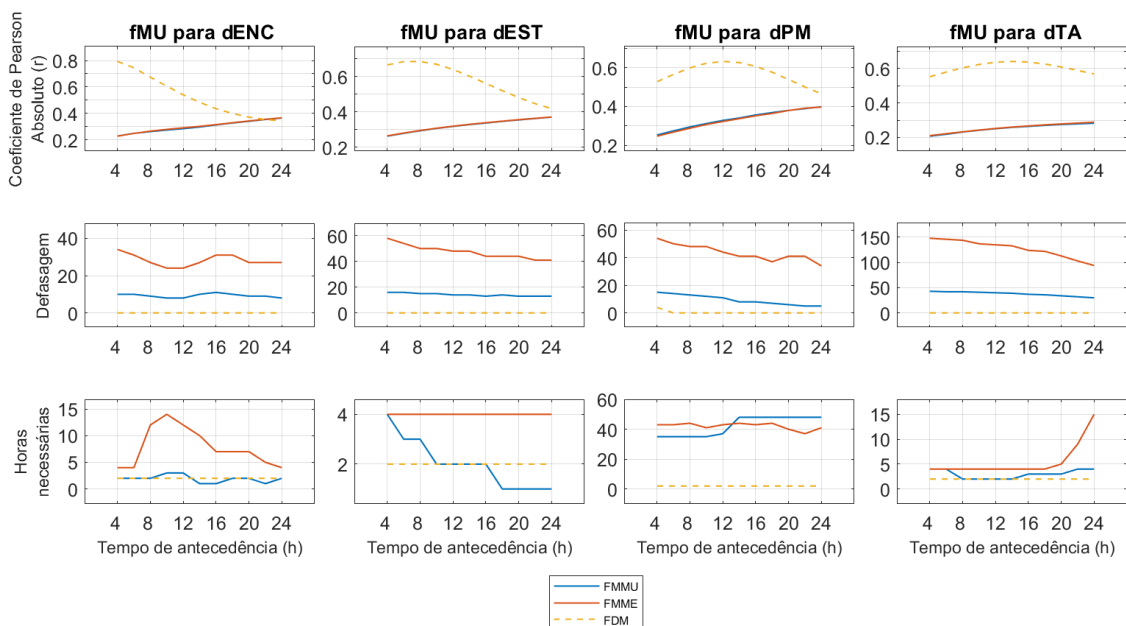 fMU para dENC
fMU para dEST
fMU para dPM
fMU para dTA
Coeficiente de Pearson
Absoluto (r)
0.8
0.6
0.4
0.2
4 8 12 16 20 24
0.6
0.4
0.2
4 8 12 16 20 24
0.6
0.4
0.2
4 8 12 16 20 24
0.6
0.4
0.2
4 8 12 16 20 24
Defasagem
40
20
0
4 8 12 16 20 24
60
40
20
0
4 8 12 16 20 24
60
40
20
0
4 8 12 16 20 24
150
100
50
0
4 8 12 16 20 24
Horas
necessárias
15
10
5
0
4 8 12 16 20 24
Tempo de antecedência (h)
4
2
4 8 12 16 20 24
Tempo de antecedência (h)
60
40
20
0
4 8 12 16 20 24
Tempo de antecedência (h)
15
10
5
0
4 8 12 16 20 24
Tempo de antecedência (h)
FMMU
FMME
FDM